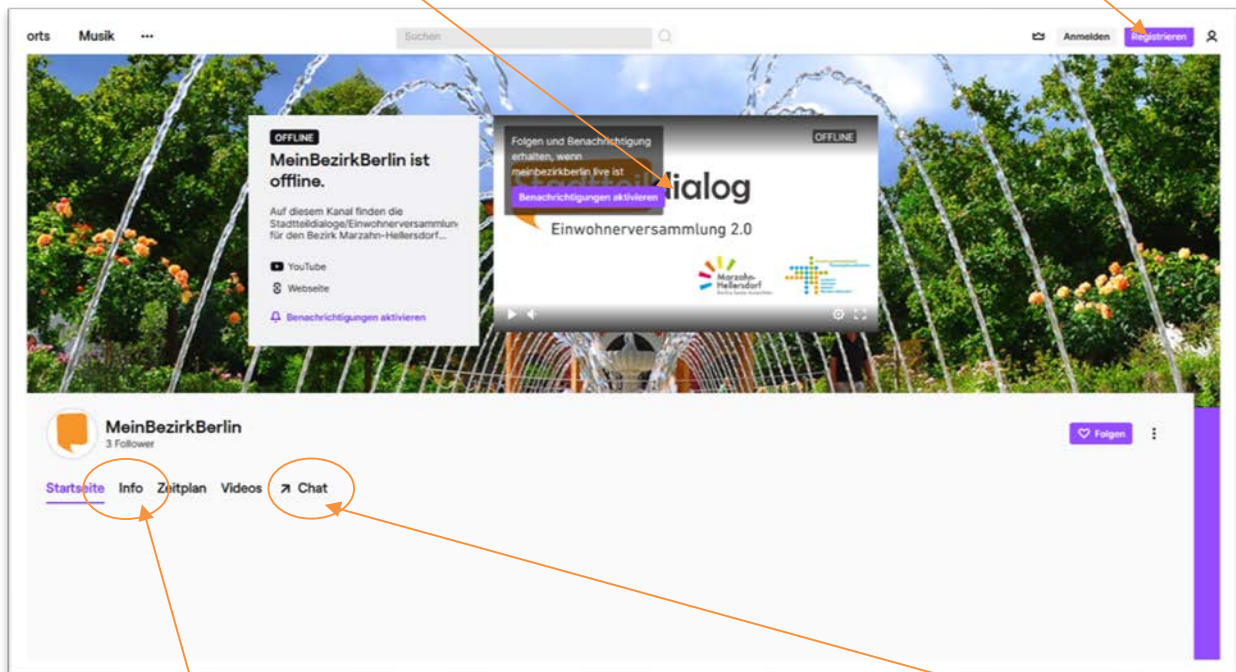 orts Musik ...
Suchen
Anmelden
Registrieren
OFFLINE
MeinBezirkBerlin ist
offline.
Auf diesem Kanal finden die
Stadtteildialoge/Einwohnerversammlun
für den Bezirk Marzahn-Hellersdorf...
YouTube
Webseite
Benachrichtigungen aktivieren
Folgen und Benachrichtigung
erhalten, wenn
meinbezirkberlin live ist
Benachrichtigungen aktivieren
OFFLINE
Stadtteildialog
Einwohnerversammlung 2.0
Marzahn-
Hellersdorf
MeinBezirkBerlin
3 Follower
Folgen
Startseite Info Zeitplan Videos Chat